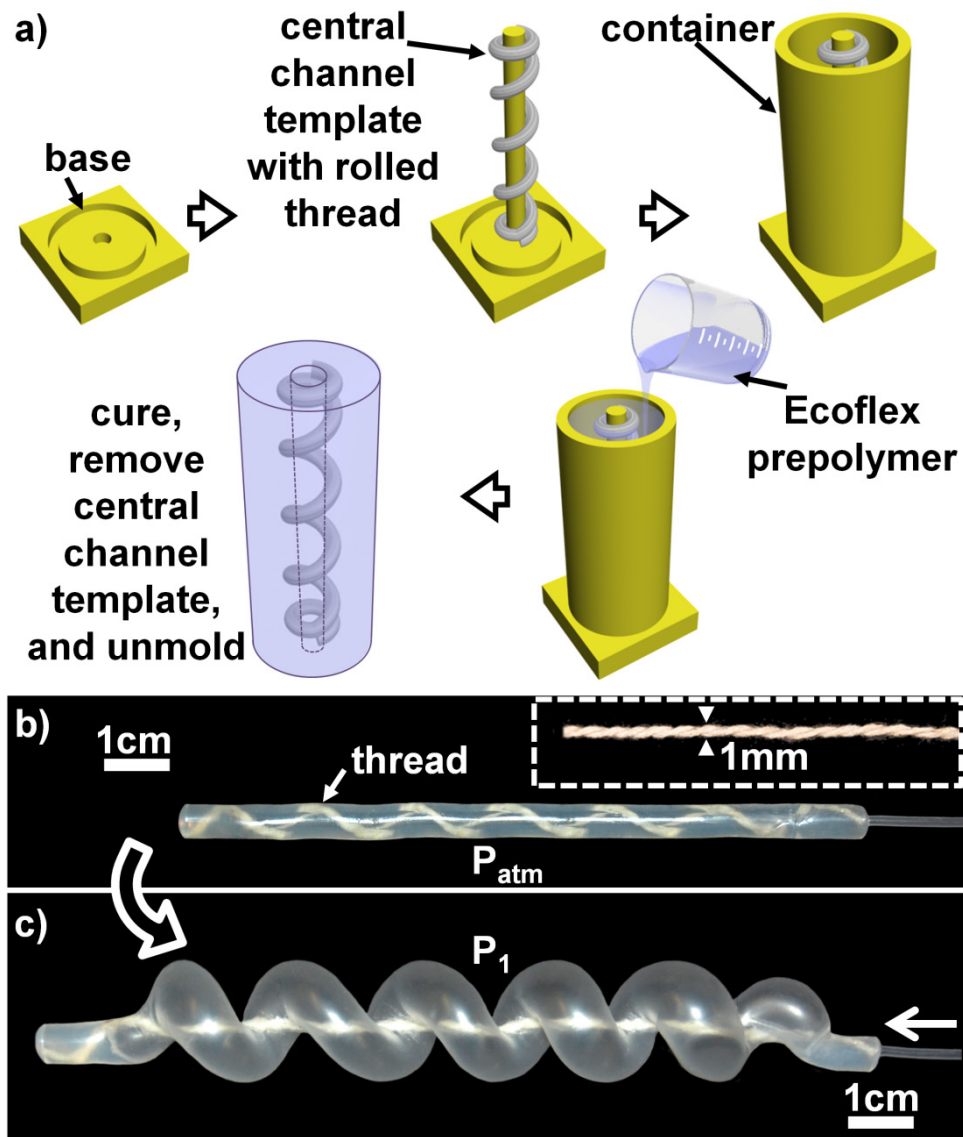 a)
base
central
channel
template
with rolled
thread
container
Ecoflex
prepolymer
cure,
remove
central
channel
template,
and unmold
b)
1cm
thread
1mm
Patm
c)
P1
1cm